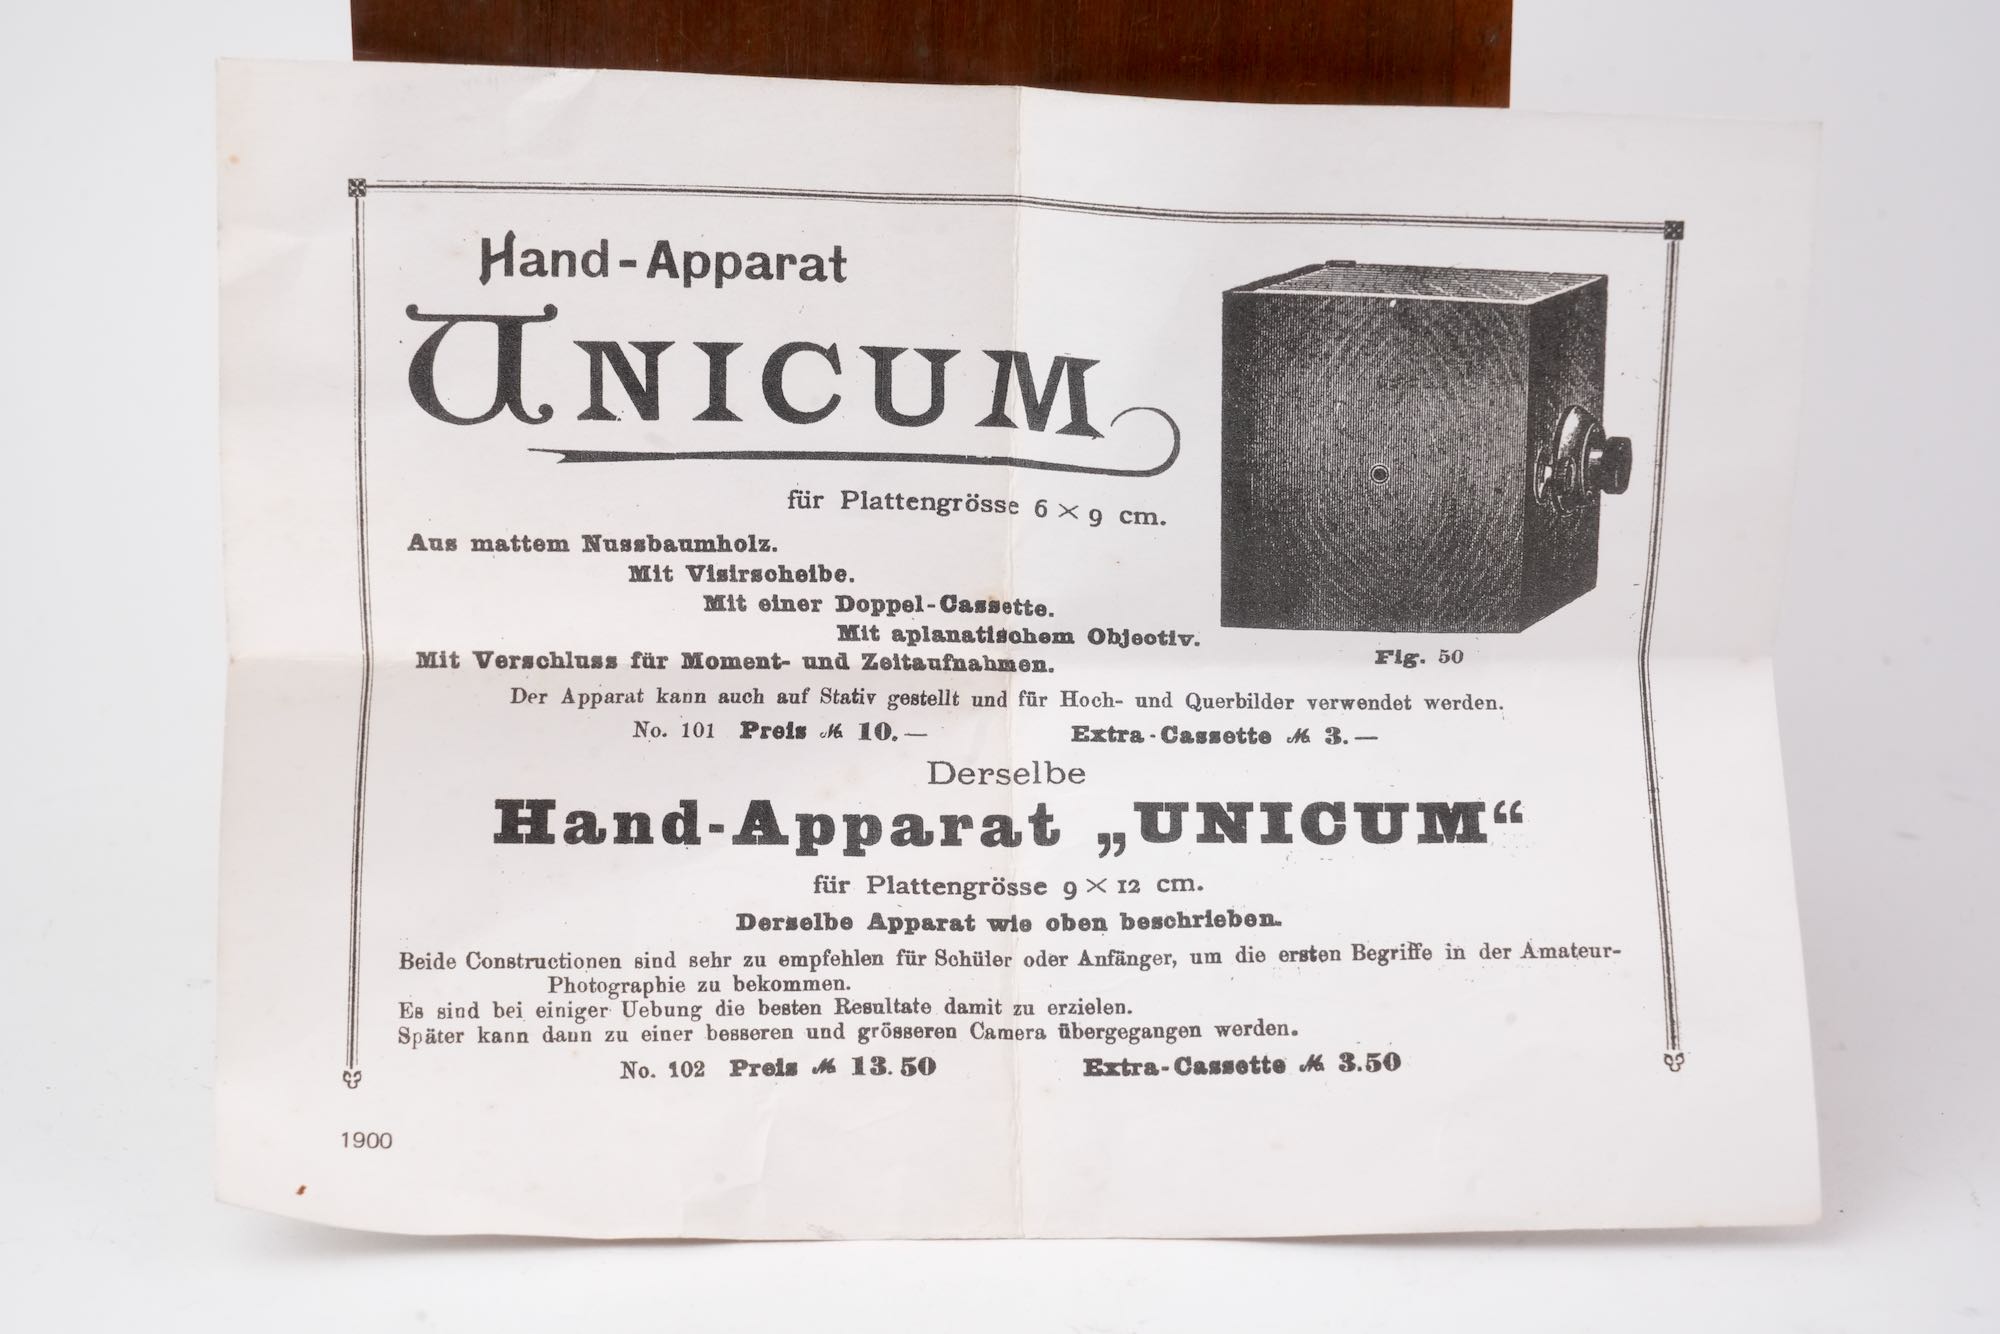 Hand-Apparat
UNICUM
für Plattengrösse 6 × 9 cm.
Aus mattem Nussbaumholz.
Mit Visirscheibe.
Mit einer Doppel-Cassette.
Mit aplanatischem Objectiv.
Mit Verschluss für Moment- und Zeitaufnahmen.
Fig. 50
Der Apparat kann auch auf Stativ gestellt und für Hoch- und Querbilder verwendet werden.
No. 101 Preis ℳ 10.— Extra-Cassette ℳ 3.—
Derselbe
Hand-Apparat „UNICUM“
für Plattengrösse 9 × 12 cm.
Derselbe Apparat wie oben beschrieben.
Beide Constructionen sind sehr zu empfehlen für Schüler oder Anfänger, um die ersten Begriffe in der Amateur-
Photographie zu bekommen.
Es sind bei einiger Uebung die besten Resultate damit zu erzielen.
Später kann dann zu einer besseren und grösseren Camera übergegangen werden.
No. 102 Preis ℳ 13.50 Extra-Cassette ℳ 3.50
1900